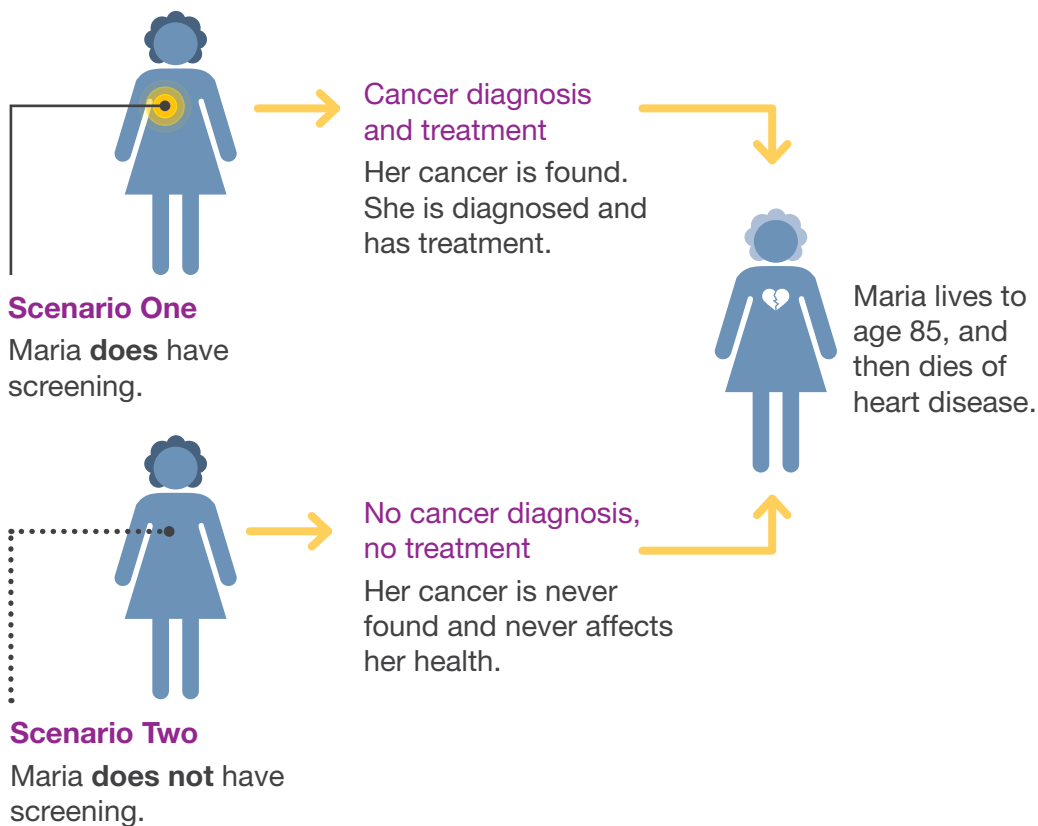 Scenario One
Maria does have
screening.
Cancer diagnosis
and treatment
Her cancer is found.
She is diagnosed and
has treatment.
Scenario Two
Maria does not have
screening.
No cancer diagnosis,
no treatment
Her cancer is never
found and never affects
her health.
Maria lives to
age 85, and
then dies of
heart disease.